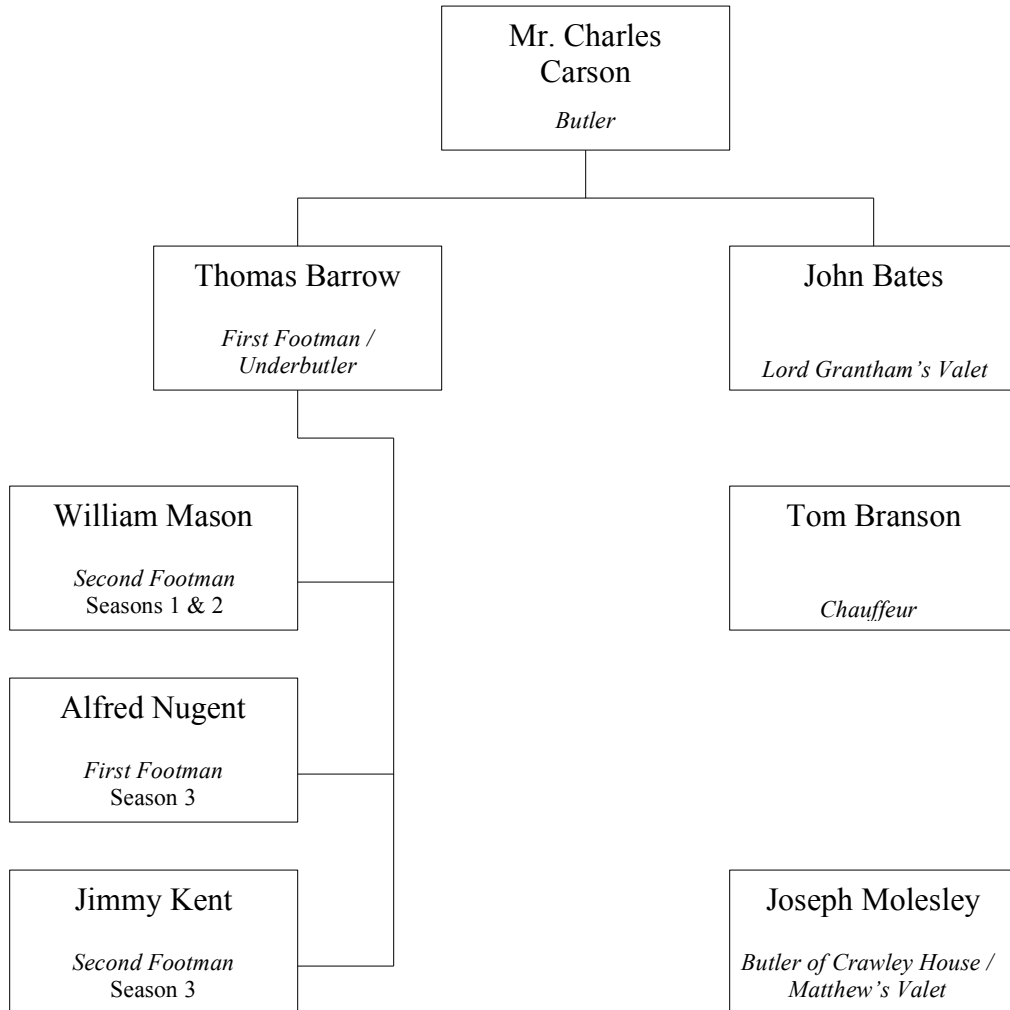 Mr. Charles
Carson
Butler
Thomas Barrow
First Footman /
Underbutler
John Bates
Lord Grantham’s Valet
William Mason
Second Footman
Seasons 1 & 2
Tom Branson
Chauffeur
Alfred Nugent
First Footman
Season 3
Jimmy Kent
Second Footman
Season 3
Joseph Molesley
Butler of Crawley House /
Matthew’s Valet